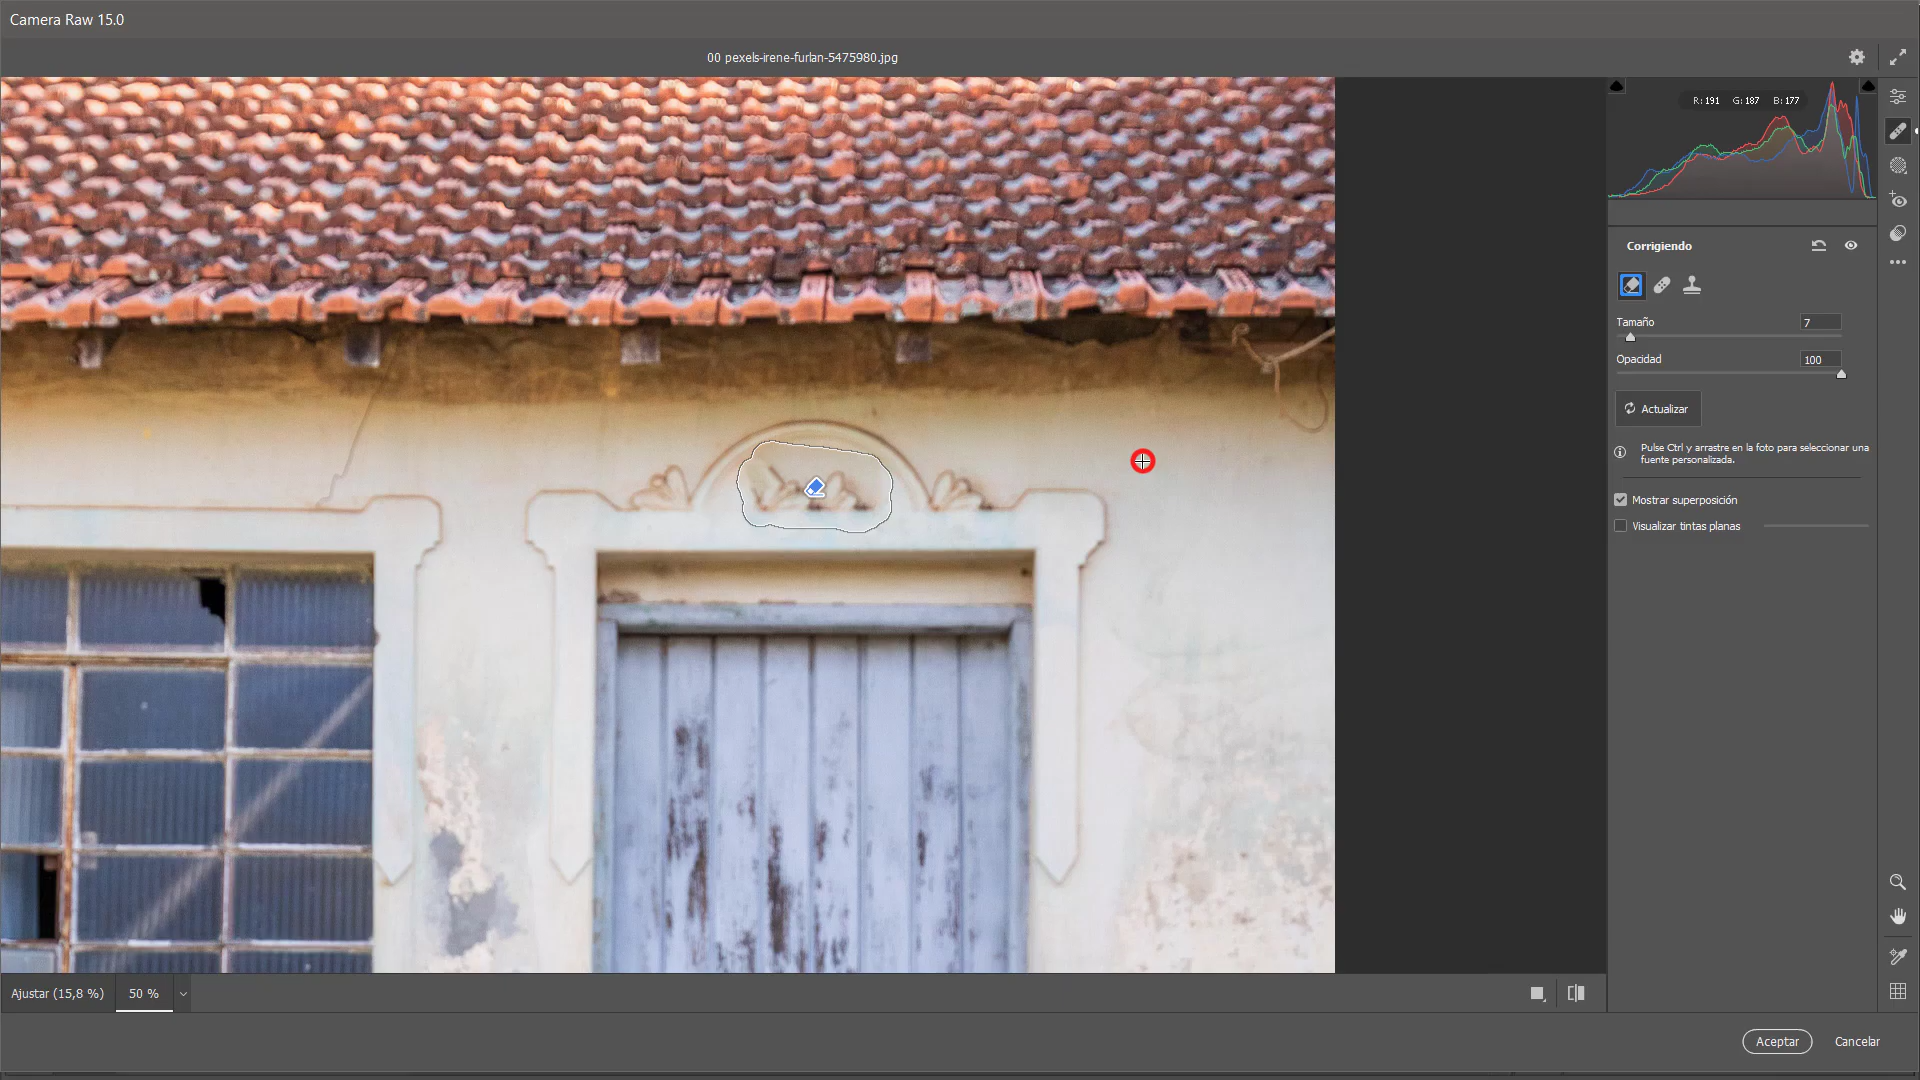 Camera Raw 15.0
00 pexels-irene-furlan-5475980.jpg
R: 191 G: 187 B: 177
Corrigiendo
Tamaño 7
Opacidad 100
Actualizar
Pulse Ctrl y arrastre en la foto para seleccionar una
fuente personalizada.
Mostrar superposición
Visualizar tintas planas
Ajustar (15,8 %) 50 %
Aceptar Cancelar